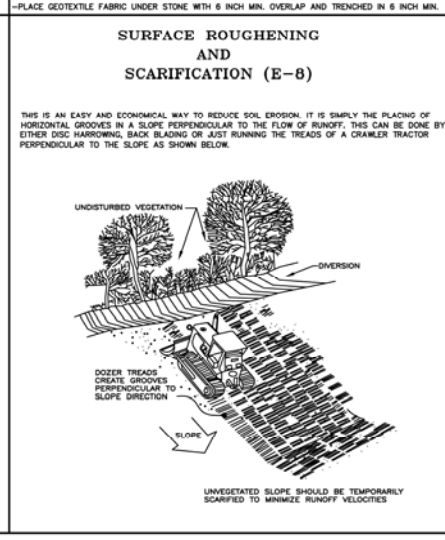 -PLACE GEOTEXTILE FABRIC UNDER STONE WITH 6 INCH MIN. OVERLAP AND TRENCHED IN 6 INCH MIN.
SURFACE ROUGHENING
AND
SCARIFICATION (E-8)
THIS IS AN EASY AND ECONOMICAL WAY TO REDUCE SOIL EROSION. IT IS SIMPLY THE PLACING OF
HORIZONTAL GROOVES IN A SLOPE PERPENDICULAR TO THE FLOW OF RUNOFF. THIS CAN BE DONE BY
EITHER DISC HARROWING, BACK BLADING OR JUST RUNNING THE TREADS OF A CRAWLER TRACTOR
PERPENDICULAR TO THE SLOPE AS SHOWN BELOW.
UNDISTURBED VEGETATION
DIVERSION
DOZER TREADS
CREATE GROOVES
PERPENDICULAR TO
SLOPE DIRECTION
SLOPE
UNVEGETATED SLOPE SHOULD BE TEMPORARILY
SCARIFIED TO MINIMIZE RUNOFF VELOCITIES